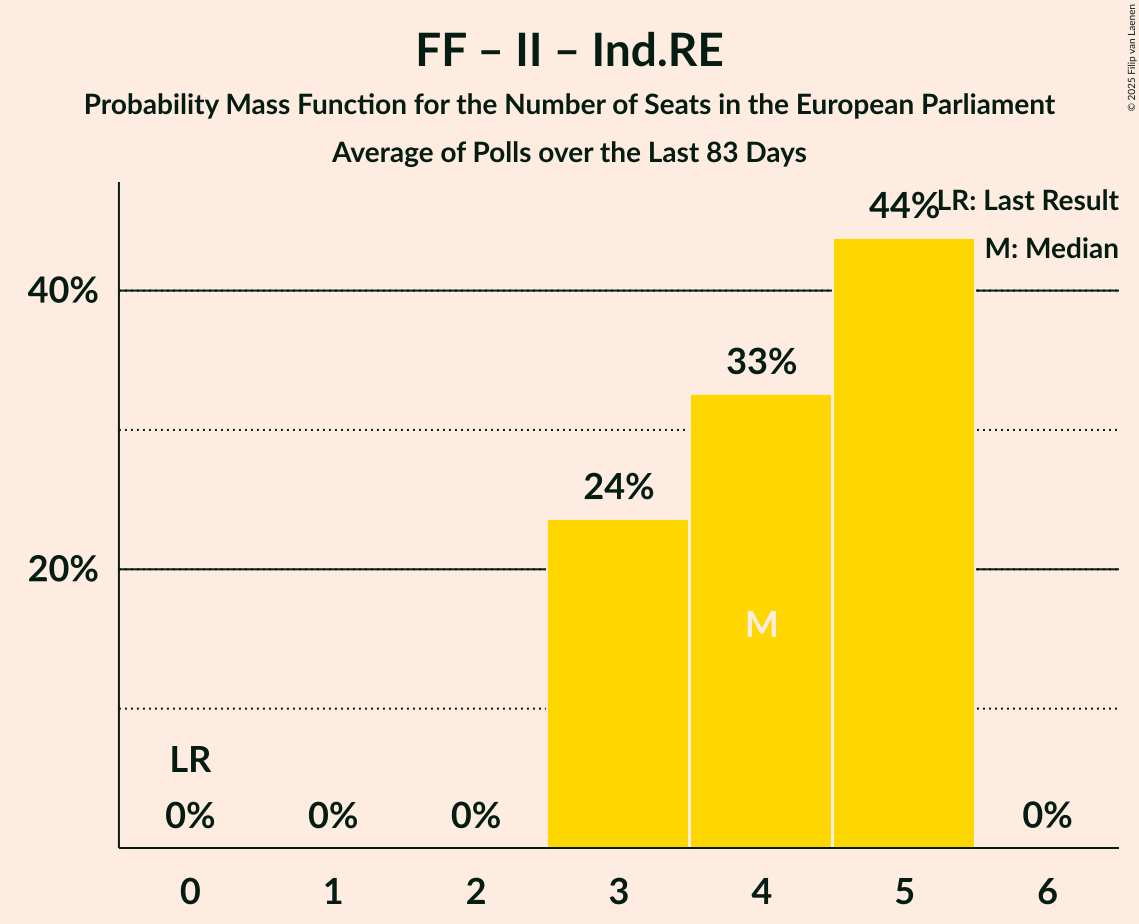 FF – II – Ind.RE
Probability Mass Function for the Number of Seats in the European Parliament
Average of Polls over the Last 83 Days
© 2025 Filip van Laenen
LR: Last Result
M: Median
44%
40%
33%
24%
20%
M
LR
0%
0%
0%
0%
0
1
2
3
4
5
6